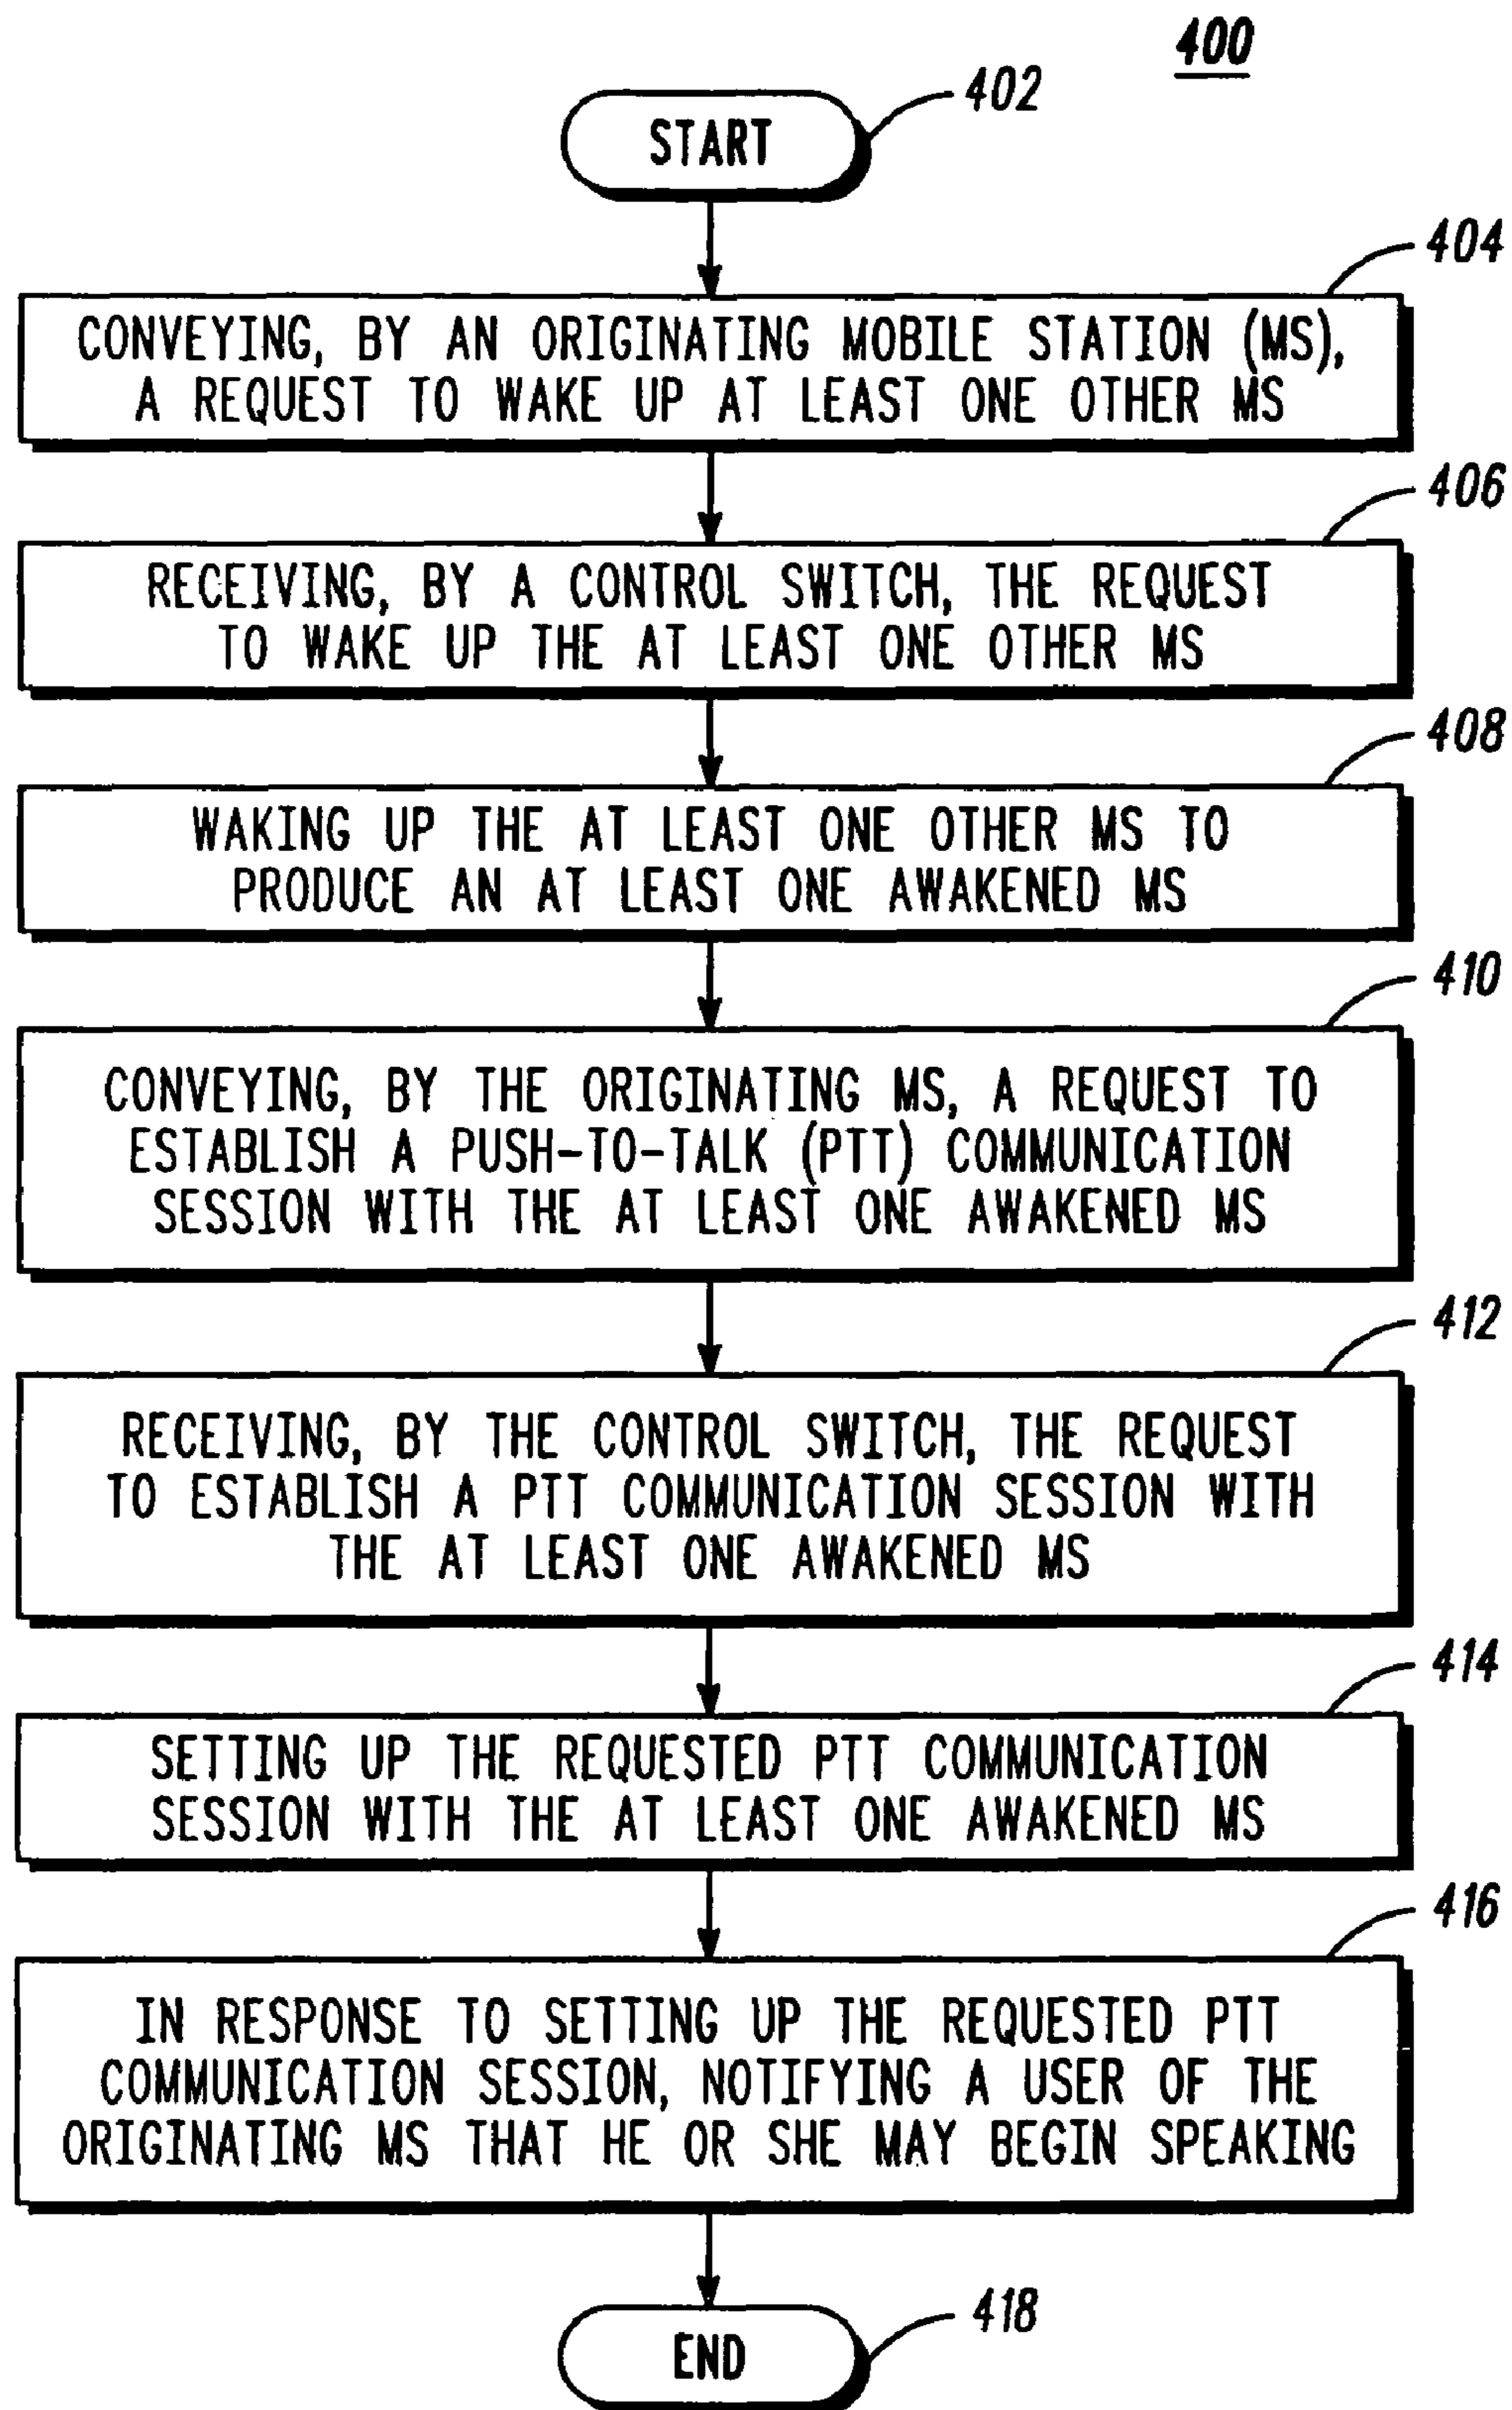 400
START
402
404
CONVEYING, BY AN ORIGINATING MOBILE STATION (MS),
A REQUEST TO WAKE UP AT LEAST ONE OTHER MS
406
RECEIVING, BY A CONTROL SWITCH, THE REQUEST
TO WAKE UP THE AT LEAST ONE OTHER MS
408
WAKING UP THE AT LEAST ONE OTHER MS TO
PRODUCE AN AT LEAST ONE AWAKENED MS
410
CONVEYING, BY THE ORIGINATING MS, A REQUEST TO
ESTABLISH A PUSH-TO-TALK (PTT) COMMUNICATION
SESSION WITH THE AT LEAST ONE AWAKENED MS
412
RECEIVING, BY THE CONTROL SWITCH, THE REQUEST
TO ESTABLISH A PTT COMMUNICATION SESSION WITH
THE AT LEAST ONE AWAKENED MS
414
SETTING UP THE REQUESTED PTT COMMUNICATION
SESSION WITH THE AT LEAST ONE AWAKENED MS
416
IN RESPONSE TO SETTING UP THE REQUESTED PTT
COMMUNICATION SESSION, NOTIFYING A USER OF THE
ORIGINATING MS THAT HE OR SHE MAY BEGIN SPEAKING
END
418